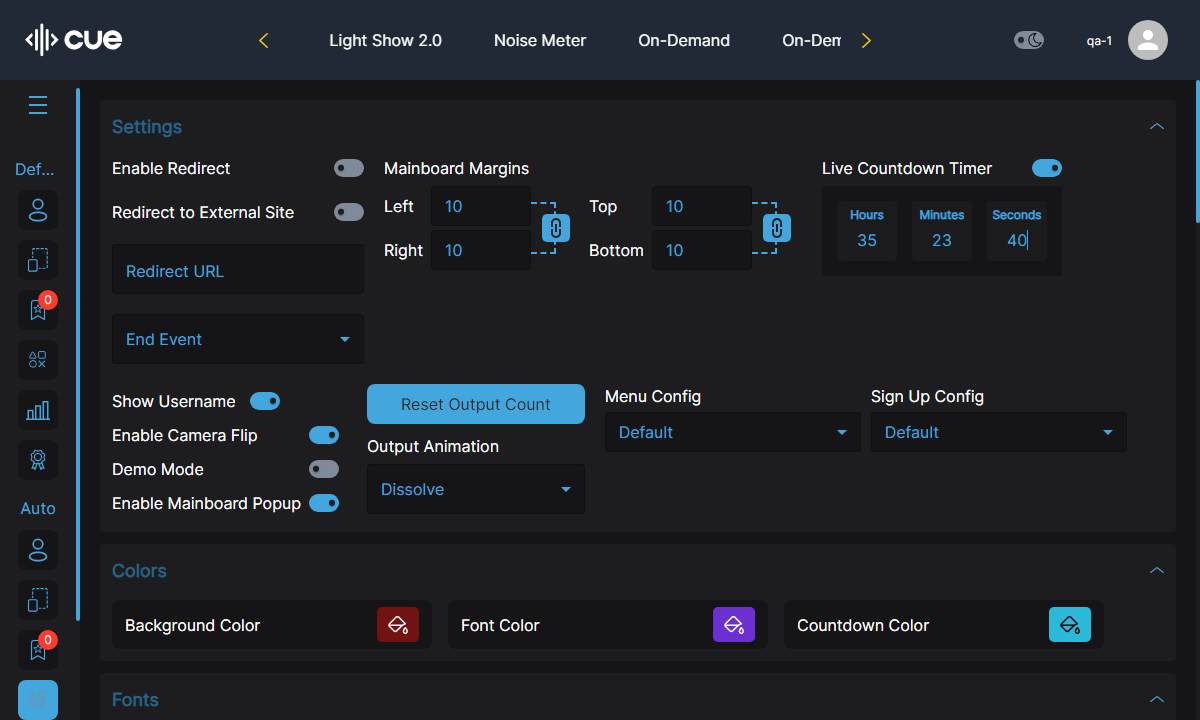 cue
Light Show 2.0
Noise Meter
On-Demand
On-Dem
qa-1
Def...
0
Auto
0
Settings
Enable Redirect
Redirect to External Site
Redirect URL
End Event
Mainboard Margins
Left
10
Right
10
Top
10
Bottom
10
Live Countdown Timer
Hours
Minutes
Seconds
35
23
40
Show Username
Enable Camera Flip
Demo Mode
Enable Mainboard Popup
Reset Output Count
Output Animation
Dissolve
Menu Config
Default
Sign Up Config
Default
Colors
Background Color
Font Color
Countdown Color
Fonts